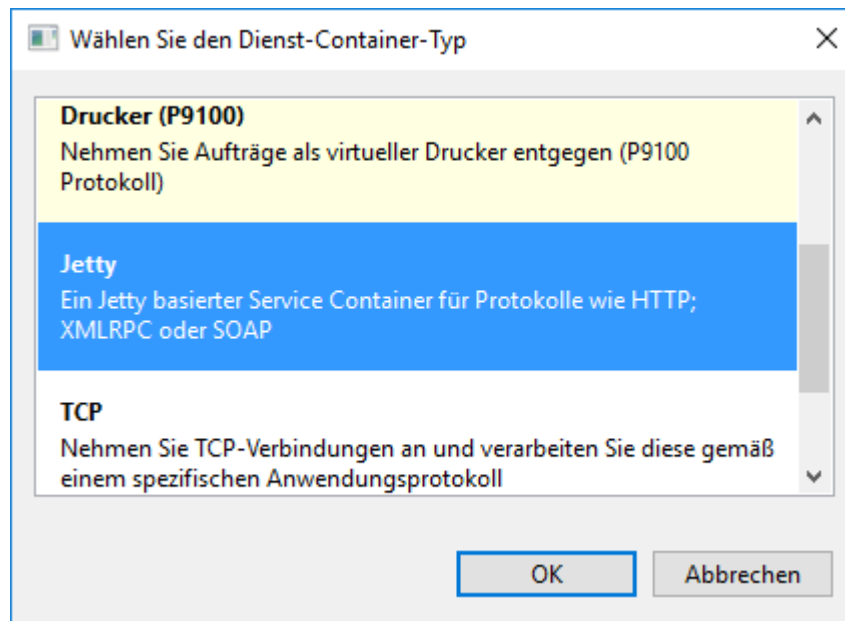 Wählen Sie den Dienst-Container-Typ
Drucker (P9100)
Nehmen Sie Aufträge als virtueller Drucker entgegen (P9100
Protokoll)
Jetty
Ein Jetty basierter Service Container für Protokolle wie HTTP;
XMLRPC oder SOAP
TCP
Nehmen Sie TCP-Verbindungen an und verarbeiten Sie diese gemäß
einem spezifischen Anwendungsprotokoll
OK
Abbrechen